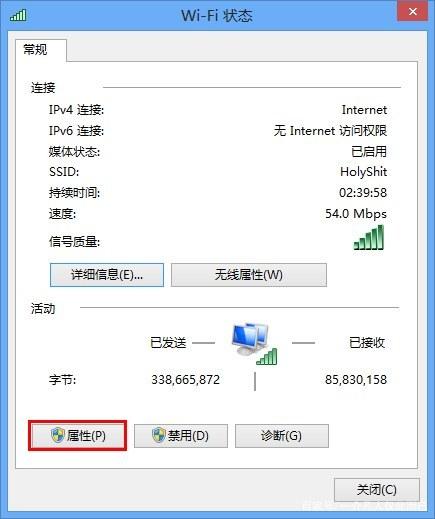 Wi-Fi 状态
常规
连接
IPv4 连接: Internet
IPv6 连接: 无 Internet 访问权限
媒体状态: 已启用
SSID: HolyShit
持续时间: 02:39:58
速度: 54.0 Mbps
信号质量:
详细信息(E)... 无线属性(W)
活动
已发送 — 已接收
字节: 338,665,872 85,830,158
属性(P) 禁用(D) 诊断(G)
关闭(C)